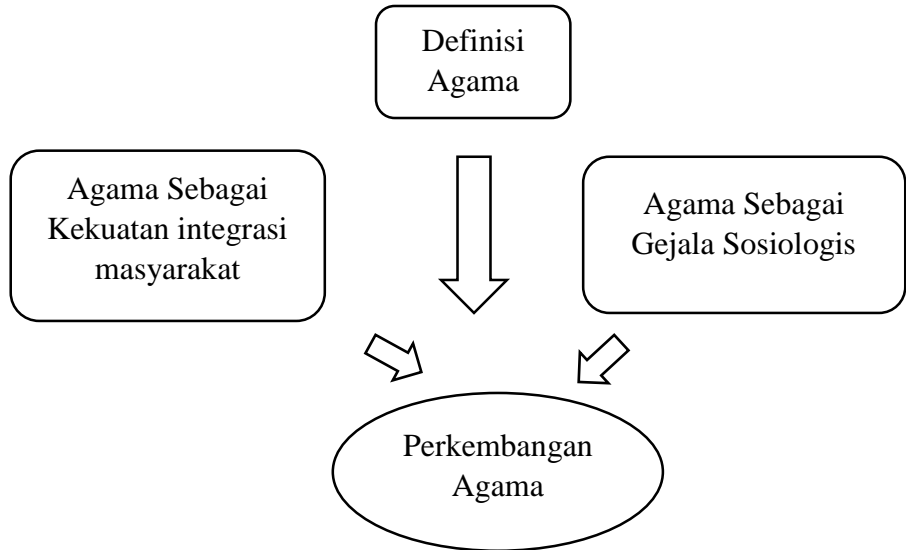 Definisi
Agama
Agama Sebagai
Kekuatan integrasi
masyarakat
Agama Sebagai
Gejala Sosiologis
Perkembangan
Agama